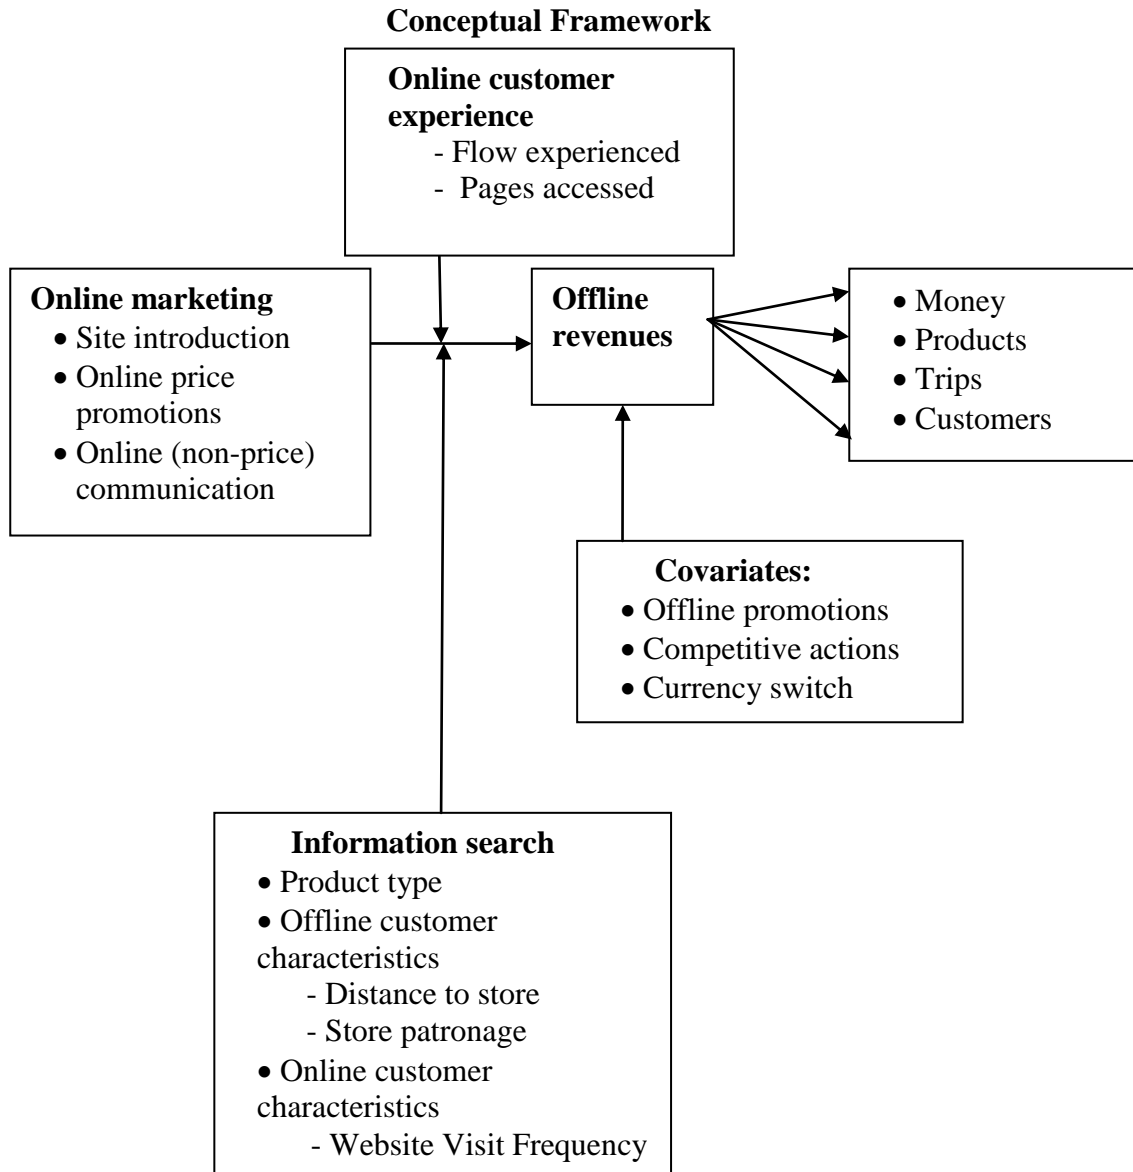 Conceptual Framework
Online customer
experience
- Flow experienced
- Pages accessed
Online marketing
• Site introduction
• Online price
promotions
• Online (non-price)
communication
Offline
revenues
• Money
• Products
• Trips
• Customers
Covariates:
• Offline promotions
• Competitive actions
• Currency switch
Information search
• Product type
• Offline customer
characteristics
- Distance to store
- Store patronage
• Online customer
characteristics
- Website Visit Frequency